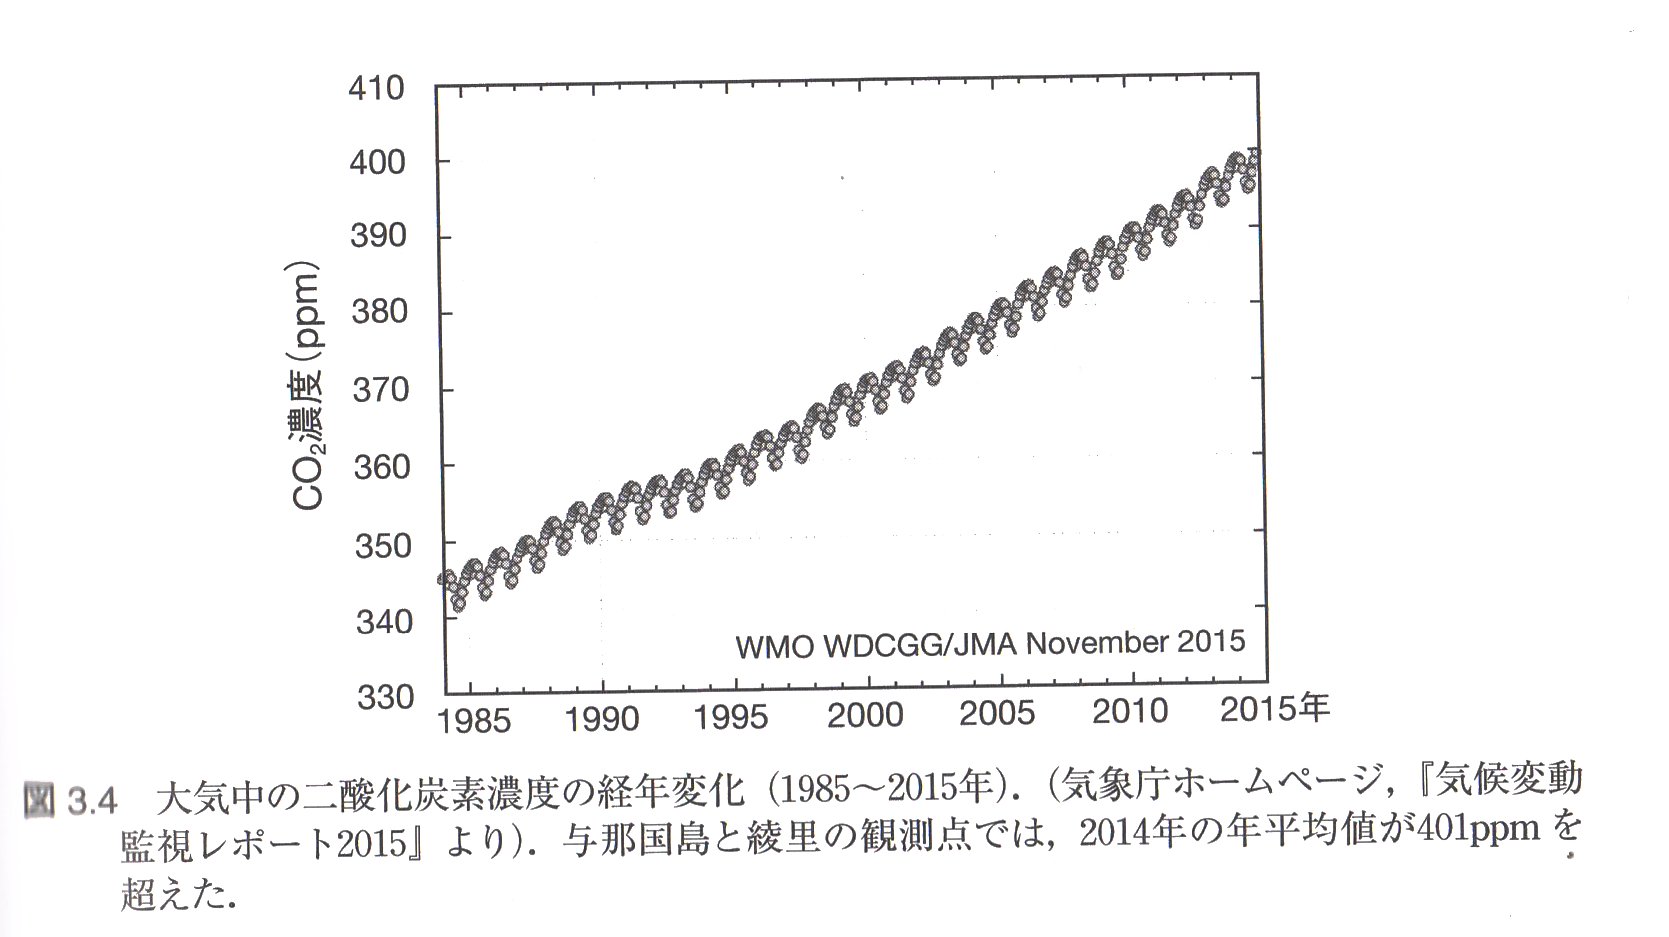 410
400
390
380
370
360
350
340
330
CO₂濃度(ppm)
WMO WDCGG/JMA November 2015
1985 1990 1995 2000 2005 2010 2015年
図 3.4 大気中の二酸化炭素濃度の経年変化（1985〜2015年）．（気象庁ホームページ，『気候変動
監視レポート2015』より）．与那国島と綾里の観測点では，2014年の年平均値が401ppm を
超えた．